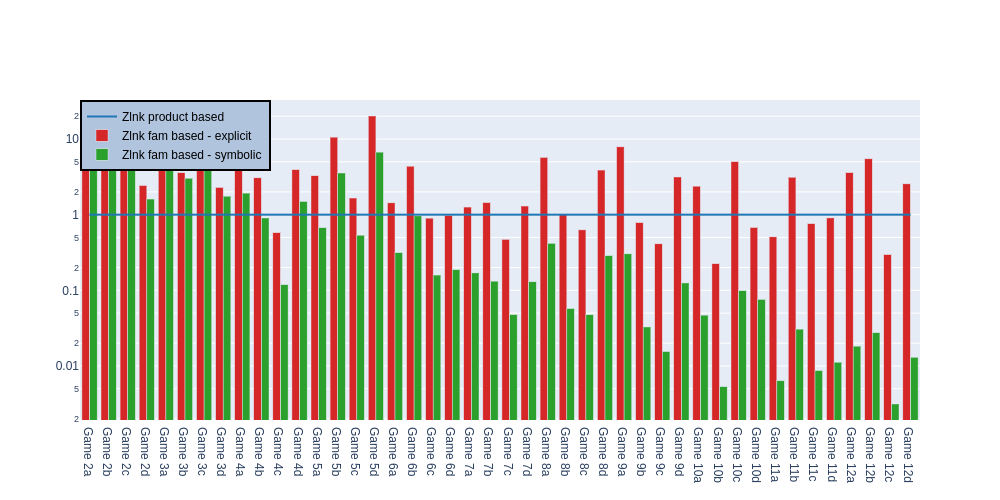 Zlnk product based
Zlnk fam based - explicit
Zlnk fam based - symbolic
2
10
5
2
1
5
2
0.1
5
2
0.01
5
2
Game 2a
Game 2b
Game 2c
Game 2d
Game 3a
Game 3b
Game 3c
Game 3d
Game 4a
Game 4b
Game 4c
Game 4d
Game 5a
Game 5b
Game 5c
Game 5d
Game 6a
Game 6b
Game 6c
Game 6d
Game 7a
Game 7b
Game 7c
Game 7d
Game 8a
Game 8b
Game 8c
Game 8d
Game 9a
Game 9b
Game 9c
Game 9d
Game 10a
Game 10b
Game 10c
Game 10d
Game 11a
Game 11b
Game 11c
Game 11d
Game 12a
Game 12b
Game 12c
Game 12d